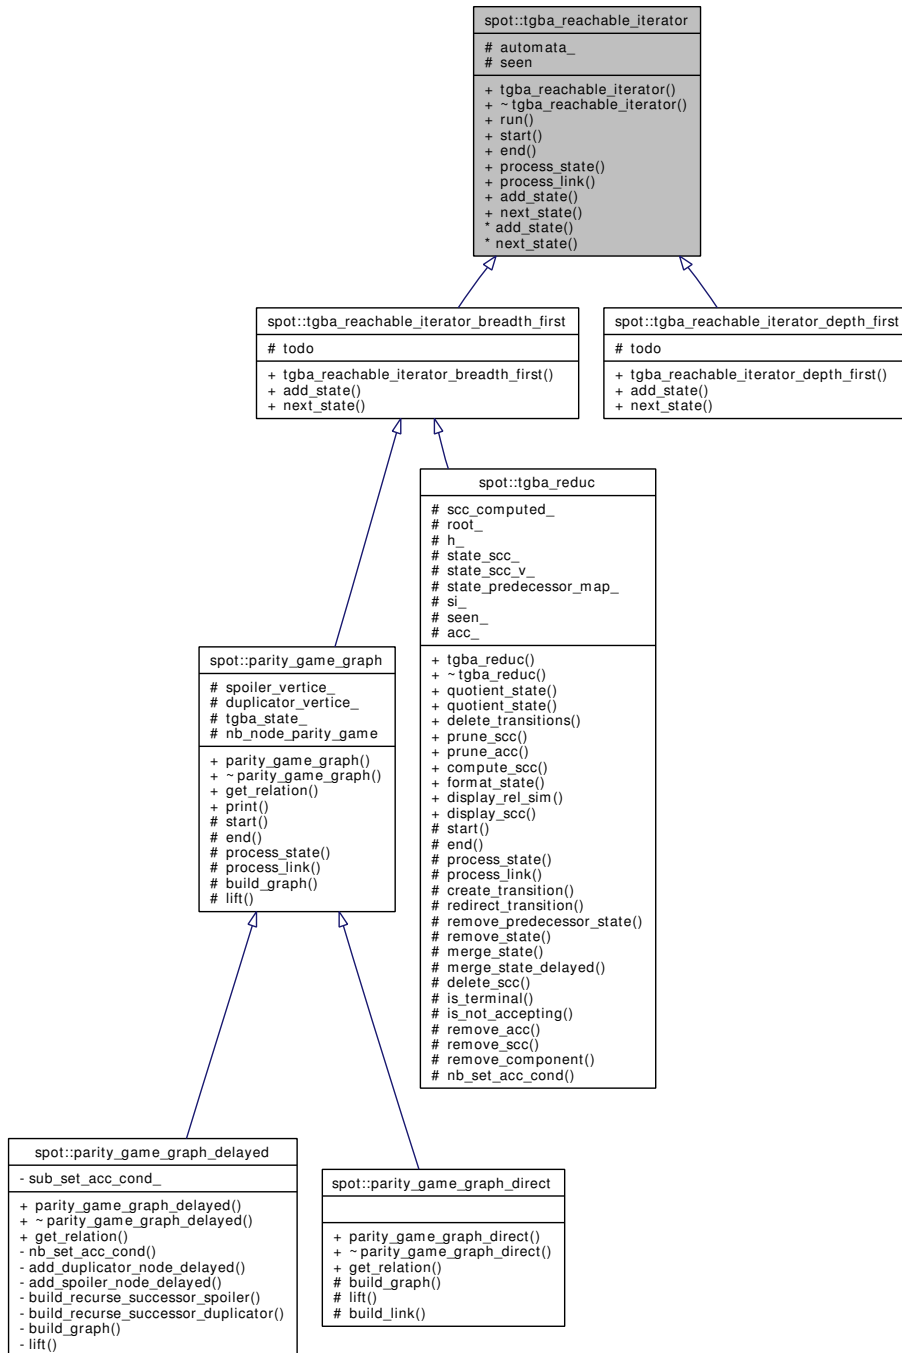 spot::tgba_reachable_iterator
# automata_
# seen
+ tgba_reachable_iterator()
+ ~tgba_reachable_iterator()
+ run()
+ start()
+ end()
+ process_state()
+ process_link()
+ add_state()
+ next_state()
* add_state()
* next_state()
spot::tgba_reachable_iterator_breadth_first
# todo
+ tgba_reachable_iterator_breadth_first()
+ add_state()
+ next_state()
spot::tgba_reachable_iterator_depth_first
# todo
+ tgba_reachable_iterator_depth_first()
+ add_state()
+ next_state()
spot::tgba_reduc
# scc_computed_
# root_
# h_
# state_scc_
# state_scc_v_
# state_predecessor_map_
# si_
# seen_
# acc_
+ tgba_reduc()
+ ~tgba_reduc()
+ quotient_state()
+ quotient_state()
+ delete_transitions()
+ prune_scc()
+ prune_acc()
+ compute_scc()
+ format_state()
+ display_rel_sim()
+ display_scc()
# start()
# end()
# process_state()
# process_link()
# create_transition()
# redirect_transition()
# remove_predecessor_state()
# remove_state()
# merge_state()
# merge_state_delayed()
# delete_scc()
# is_terminal()
# is_not_accepting()
# remove_acc()
# remove_scc()
# remove_component()
# nb_set_acc_cond()
spot::parity_game_graph
# spoiler_vertice_
# duplicator_vertice_
# tgba_state_
# nb_node_parity_game
+ parity_game_graph()
+ ~parity_game_graph()
+ get_relation()
+ print()
# start()
# end()
# process_state()
# process_link()
# build_graph()
# lift()
spot::parity_game_graph_delayed
- sub_set_acc_cond_
+ parity_game_graph_delayed()
+ ~parity_game_graph_delayed()
+ get_relation()
- nb_set_acc_cond()
- add_duplicator_node_delayed()
- add_spoiler_node_delayed()
- build_recurse_successor_spoiler()
- build_recurse_successor_duplicator()
- build_graph()
- lift()
spot::parity_game_graph_direct
+ parity_game_graph_direct()
+ ~parity_game_graph_direct()
+ get_relation()
# build_graph()
# lift()
# build_link()